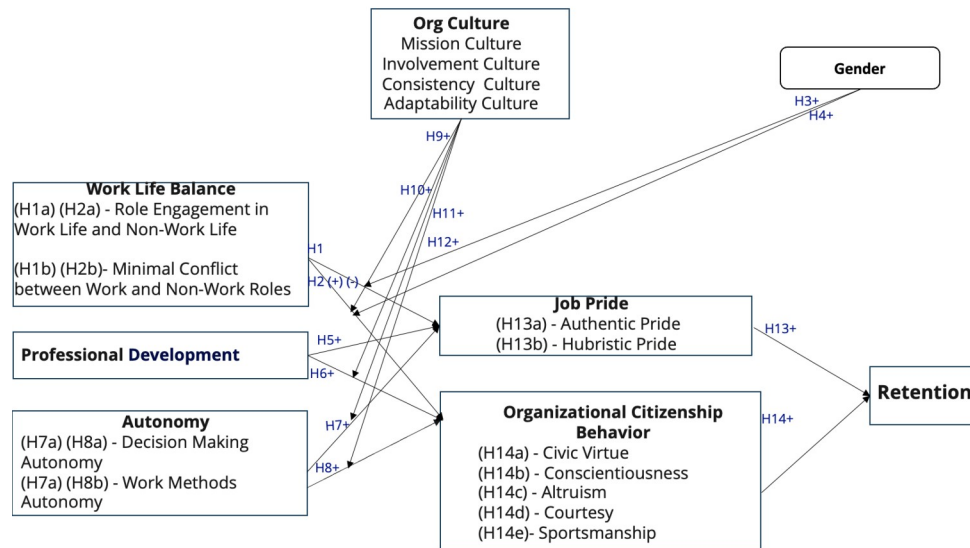 Org Culture
Mission Culture
Involvement Culture
Consistency Culture
Adaptability Culture
Gender
H3+
H4+
H9+
H10+
H11+
H12+
Work Life Balance
(H1a) (H2a) - Role Engagement in
Work Life and Non-Work Life
(H1b) (H2b)- Minimal Conflict
between Work and Non-Work Roles
H1
H2 (+) (-)
Job Pride
(H13a) - Authentic Pride
(H13b) - Hubristic Pride
H13+
Professional Development
H5+
H6+
Retention
Autonomy
(H7a) (H8a) - Decision Making
Autonomy
(H7a) (H8b) - Work Methods
Autonomy
H7+
H8+
Organizational Citizenship
Behavior
(H14a) - Civic Virtue
(H14b) - Conscientiousness
(H14c) - Altruism
(H14d) - Courtesy
(H14e)- Sportsmanship
H14+